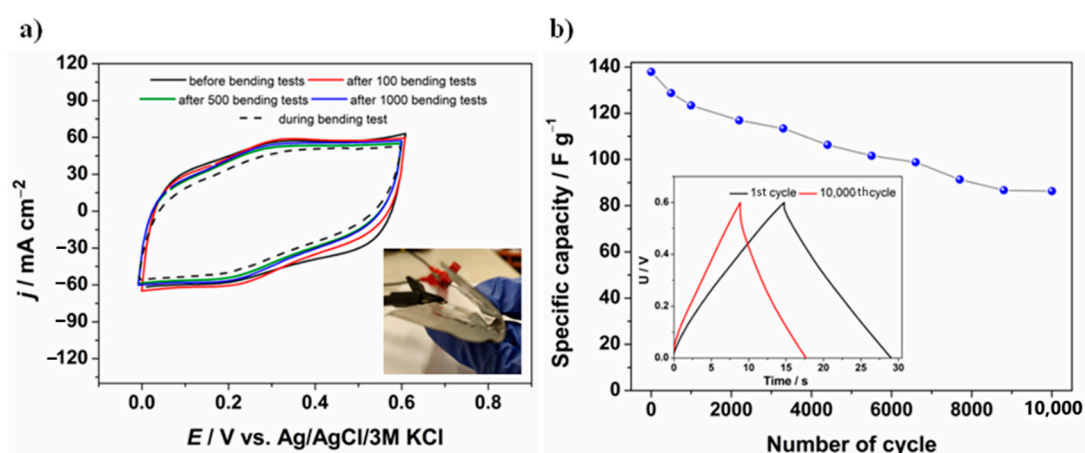 a)
120
90
60
30
0
−30
−60
−90
−120
j / mA cm−2
before bending tests
after 100 bending tests
after 500 bending tests
after 1000 bending tests
during bending test
0.0 0.2 0.4 0.6 0.8
E / V vs. Ag/AgCl/3M KCl
b)
140
120
100
80
60
40
20
0
Specific capacity / F g−1
1st cycle
10,000th cycle
0.6
0.4
0.2
0.0
U / V
0 5 10 15 20 25 30
Time / s
0 2000 4000 6000 8000 10,000
Number of cycle